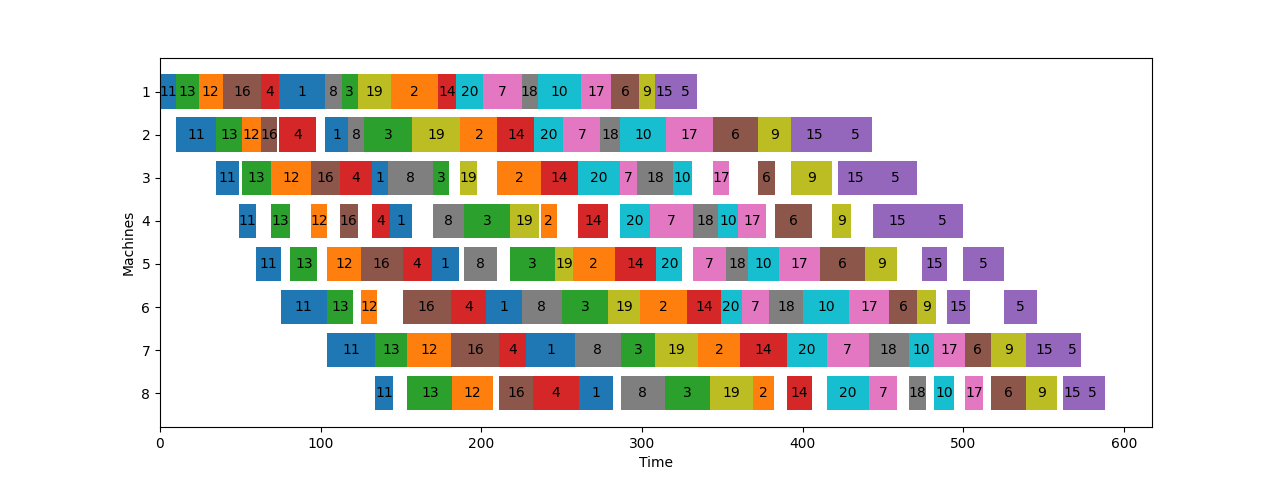 1 11 13 12 16 4 1 8 3 19 2 14 20 7 18 10 17 6 9 15 5
2 11 13 12 16 4 1 8 3 19 2 14 20 7 18 10 17 6 9 15 5
3 11 13 12 16 4 1 8 3 19 2 14 20 7 18 10 17 6 9 15 5
4 11 13 12 16 4 1 8 3 19 2 14 20 7 18 10 17 6 9 15 5
5 11 13 12 16 4 1 8 3 19 2 14 20 7 18 10 17 6 9 15 5
6 11 13 12 16 4 1 8 3 19 2 14 20 7 18 10 17 6 9 15 5
7 11 13 12 16 4 1 8 3 19 2 14 20 7 18 10 17 6 9 15 5
8 11 13 12 16 4 1 8 3 19 2 14 20 7 18 10 17 6 9 15 5
Machines
0 100 200 300 400 500 600
Time